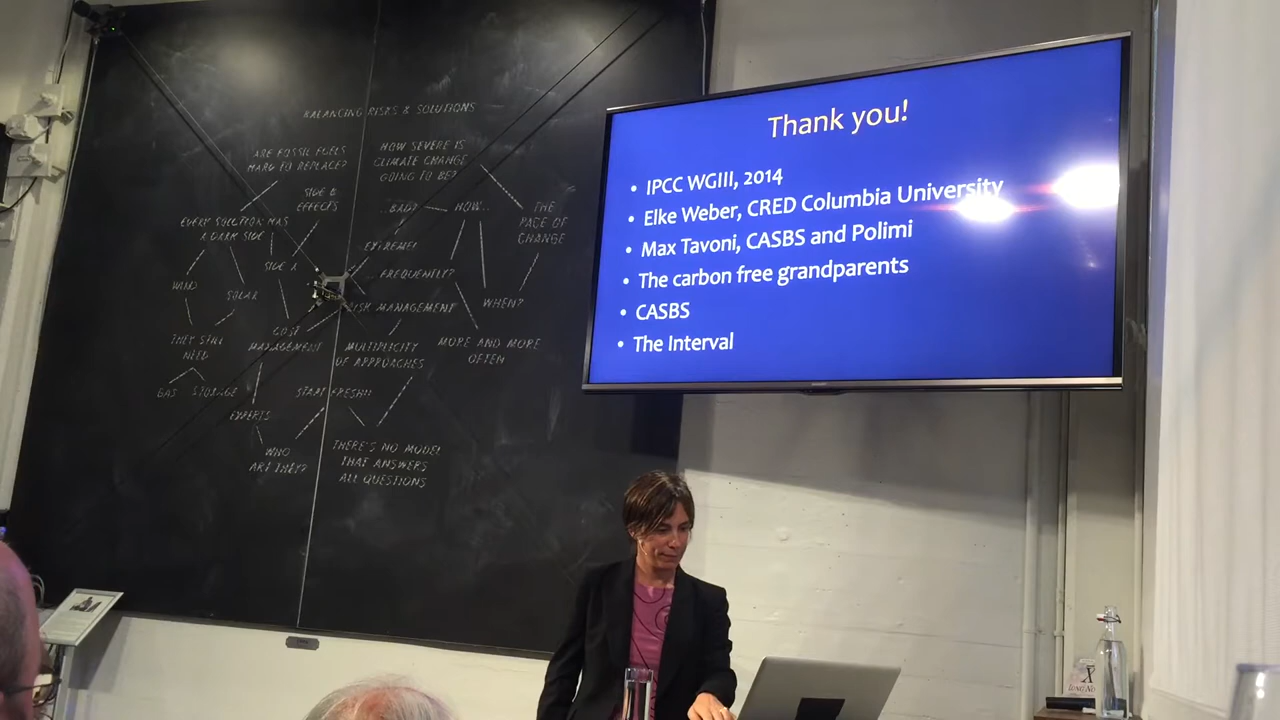 BALANCING RISKS & SOLUTIONS
ARE FOSSIL FUELS
HARD TO REPLACE?
HOW SEVERE IS
CLIMATE CHANGE
GOING TO BE?
SIDE B
EFFECTS
EVERY SOLUTION HAS
A DARK SIDE
..BAD?
HOW...
THE
PACE OF
CHANGE
EXTREME?
SIDE A
FREQUENTLY?
WIND
SOLAR
RISK MANAGEMENT
WHEN?
COST
MANAGEMENT
MULTIPLICITY
OF APPROACHES
MORE AND MORE
OFTEN
THEY STILL
NEED
GAS STORAGE
START FRESH!!
EXPERTS
WHO
ARE THEY?
THERE'S NO MODEL
THAT ANSWERS
ALL QUESTIONS
Thank you!
• IPCC WGIII, 2014
• Elke Weber, CRED Columbia University
• Max Tavoni, CASBS and Polimi
• The carbon free grandparents
• CASBS
• The Interval